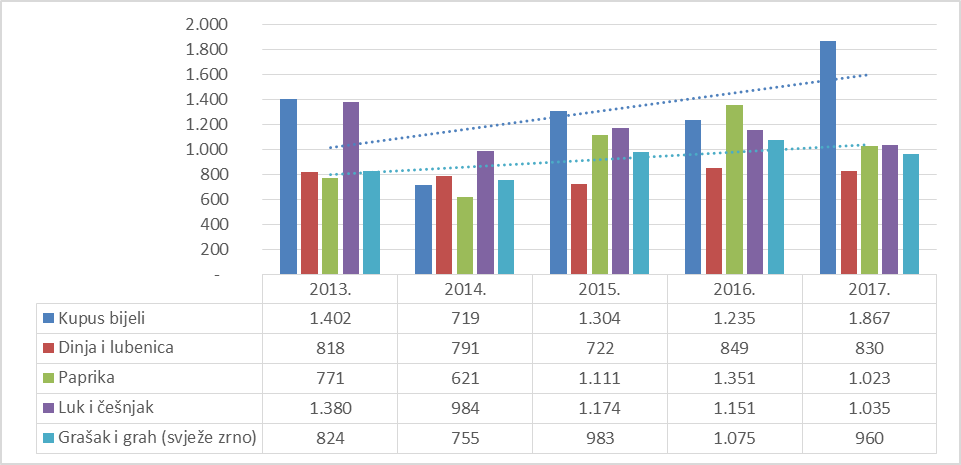 2.000
1.800
1.600
1.400
1.200
1.000
800
600
400
200
-
2013. 2014. 2015. 2016. 2017.
Kupus bijeli 1.402 719 1.304 1.235 1.867
Dinja i lubenica 818 791 722 849 830
Paprika 771 621 1.111 1.351 1.023
Luk i češnjak 1.380 984 1.174 1.151 1.035
Grašak i grah (svježe zrno) 824 755 983 1.075 960